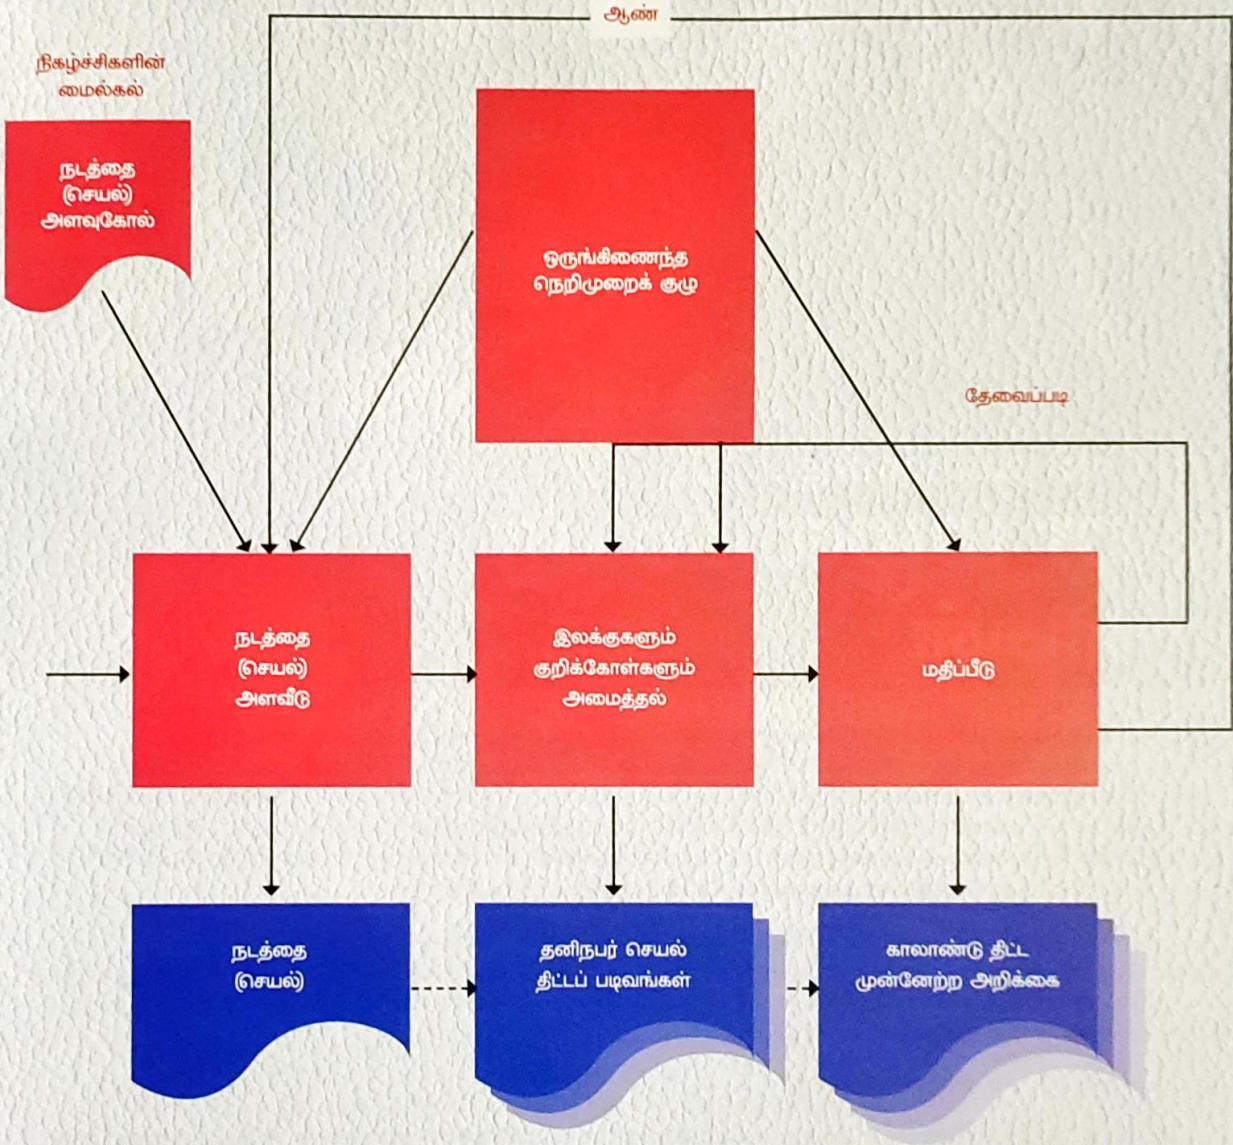 ஆண்
நிகழ்ச்சிகளின்
மைல்கல்
நடத்தை
(செயல்)
அளவுகோல்
ஒருங்கிணைந்த
நெறிமுறைக் குழு
தேவைப்படி
நடத்தை
(செயல்)
அளவீடு
இலக்குகளும்
குறிக்கோள்களும்
அமைத்தல்
மதிப்பீடு
நடத்தை
(செயல்)
தனிநபர் செயல்
திட்டப் படிவங்கள்
காலாண்டு திட்ட
முன்னேற்ற அறிக்கை